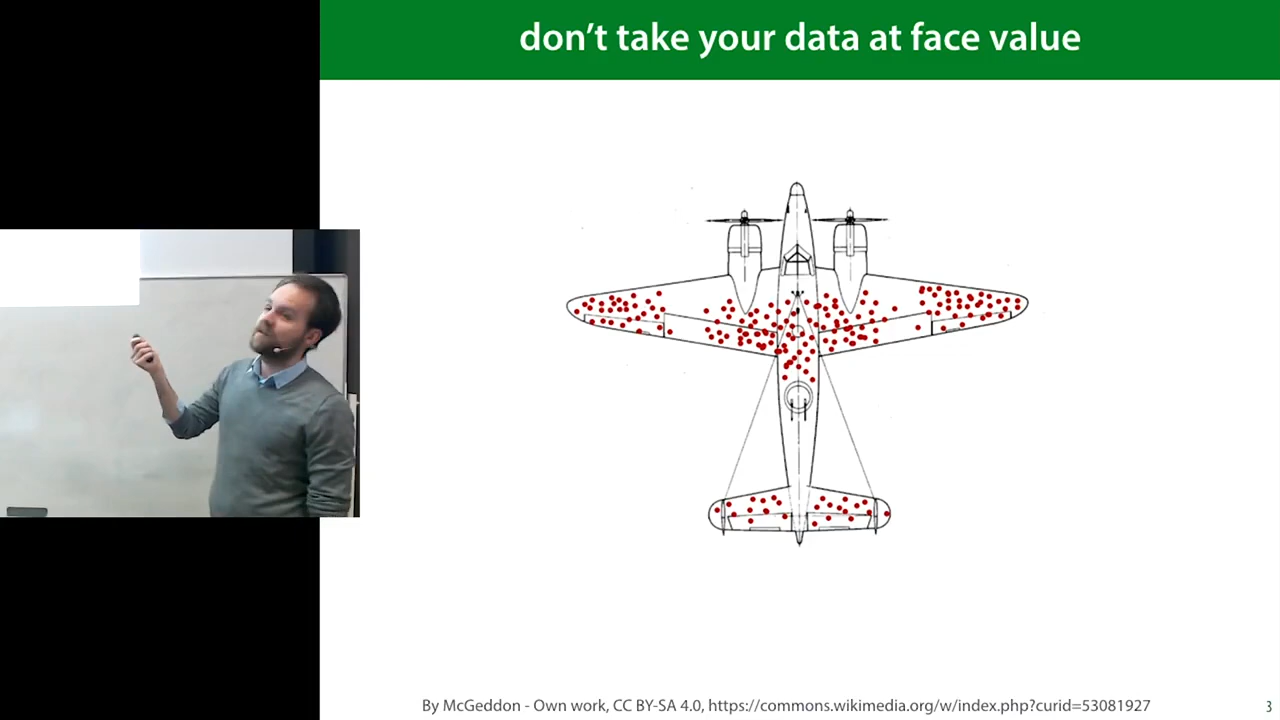 don’t take your data at face value
By McGeddon - Own work, CC BY-SA 4.0, https://commons.wikimedia.org/w/index.php?curid=53081927
3